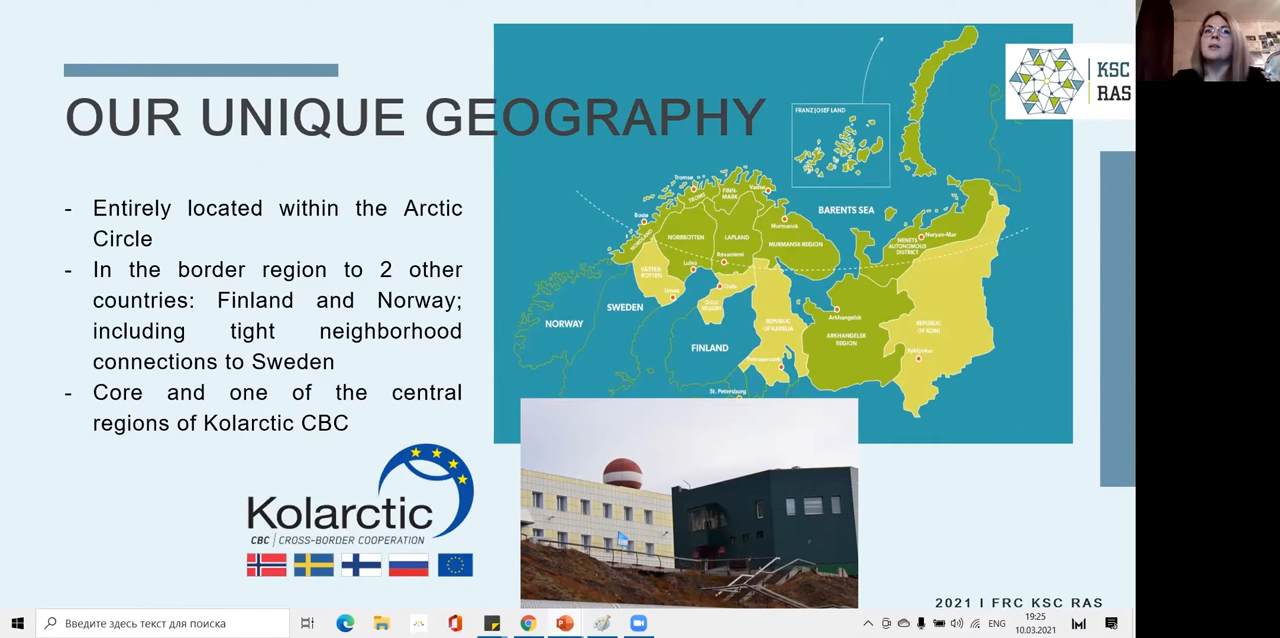 OUR UNIQUE GEOGRAPHY
KSC
RAS
- Entirely located within the Arctic
Circle
- In the border region to 2 other
countries: Finland and Norway;
including tight neighborhood
connections to Sweden
- Core and one of the central
regions of Kolarctic CBC
FRANZ JOSEF LAND
Tromsø
TROMS
FINN-
MARK
Vadsø
BARENTS SEA
Bodø
Murmansk
NORDLAND
NORRBOTTEN
LAPLAND
MURMANSK REGION
NENETS
AUTONOMOUS
DISTRICT
Naryan-Mar
Rovaniemi
Luleå
VÄSTER-
BOTTEN
Umeå
Oulu
OULU
REGION
SWEDEN
NORWAY
FINLAND
REPUBLIC
OF KARELIA
Arkhangelsk
ARKHANGELSK
REGION
REPUBLIC
OF KOMI
Syktyvkar
Petrozavodsk
St. Petersburg
Kolarctic
CBC | CROSS-BORDER COOPERATION
2021 I FRC KSC RAS
Введите здесь текст для поиска
ENG
19:25
10.03.2021